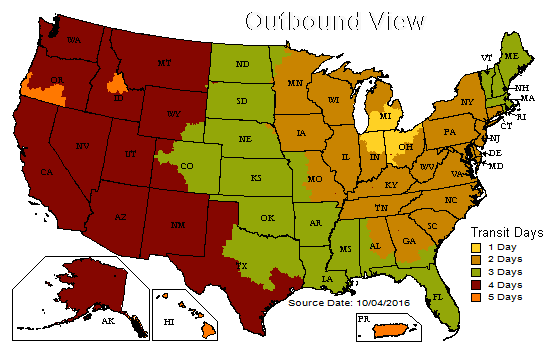 Outbound View
WA
MT
ND
MN
ME
VT
NH
MA
RI
CT
OR
ID
SD
WI
MI
NY
WY
IA
PA
NJ
DE
MD
NV
UT
NE
IL
IN
OH
WV
VA
CA
CO
KS
MO
KY
NC
TN
AZ
NM
OK
AR
SC
MS
AL
GA
TX
LA
FL
AK
HI
PR
Transit Days
1 Day
2 Days
3 Days
4 Days
5 Days
Source Date: 10/04/2016